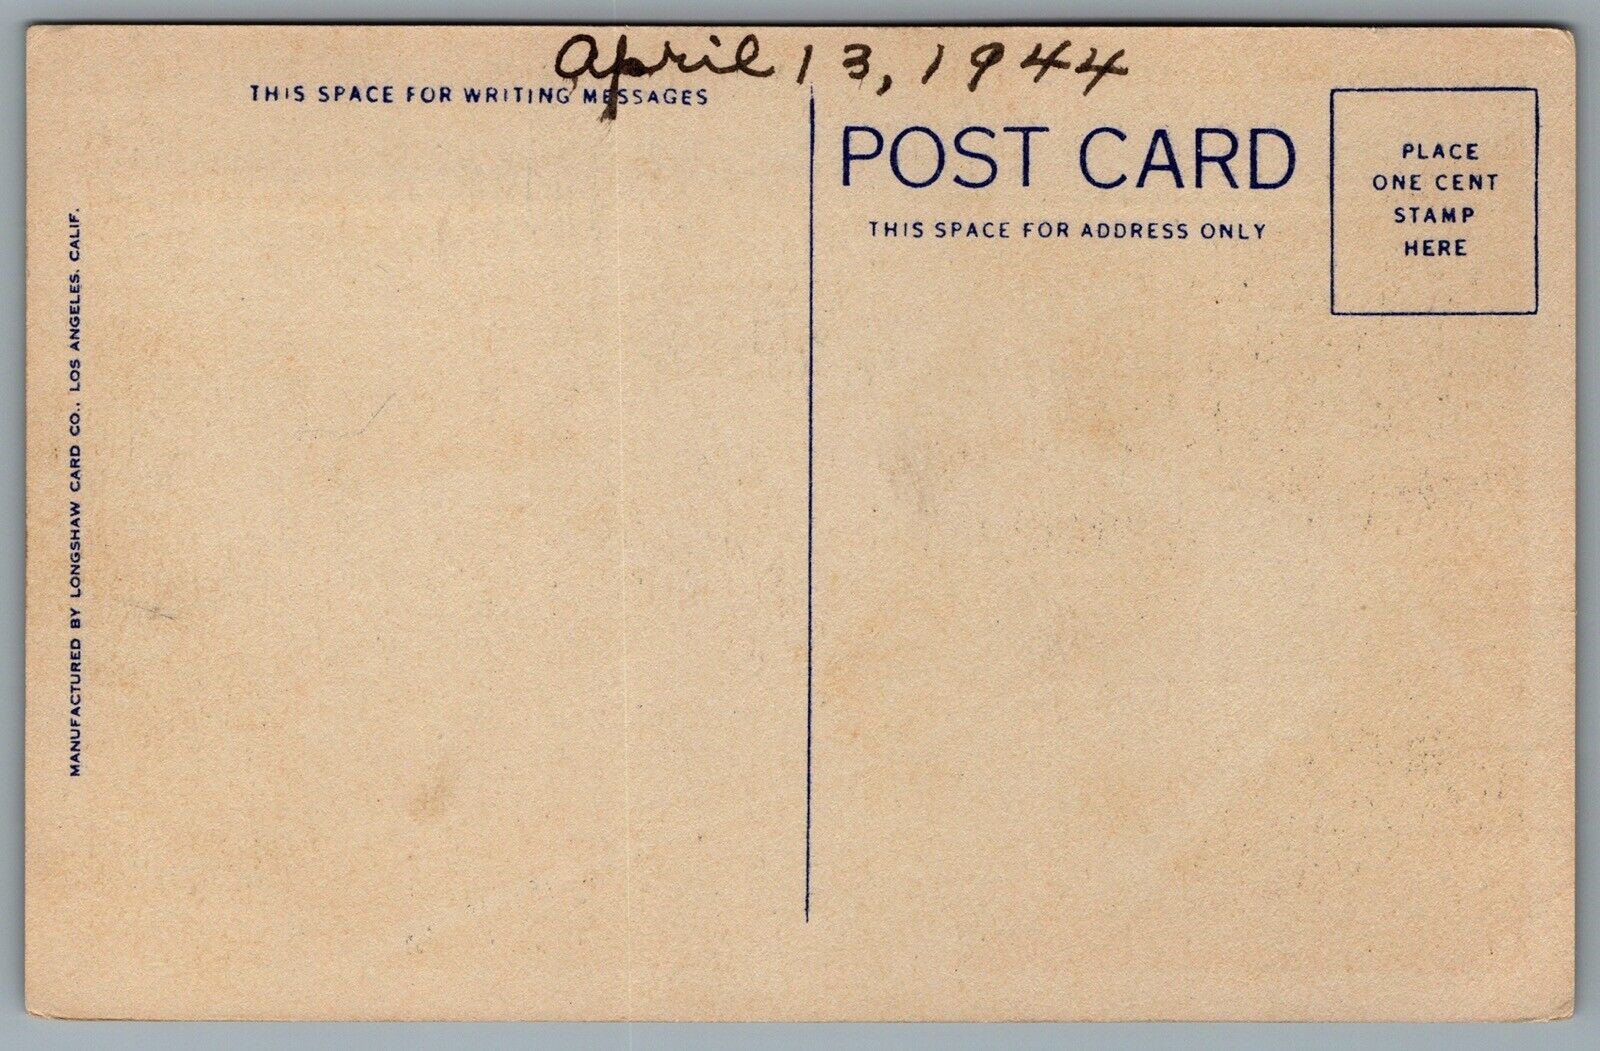 April 13, 1944
THIS SPACE FOR WRITING MESSAGES
POST CARD
THIS SPACE FOR ADDRESS ONLY
PLACE
ONE CENT
STAMP
HERE
MANUFACTURED BY LONGSHAW CARD CO., LOS ANGELES, CALIF.